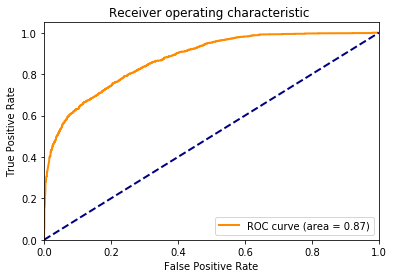 Receiver operating characteristic
True Positive Rate
1.0
0.8
0.6
0.4
0.2
0.0
ROC curve (area = 0.87)
0.0 0.2 0.4 0.6 0.8 1.0
False Positive Rate